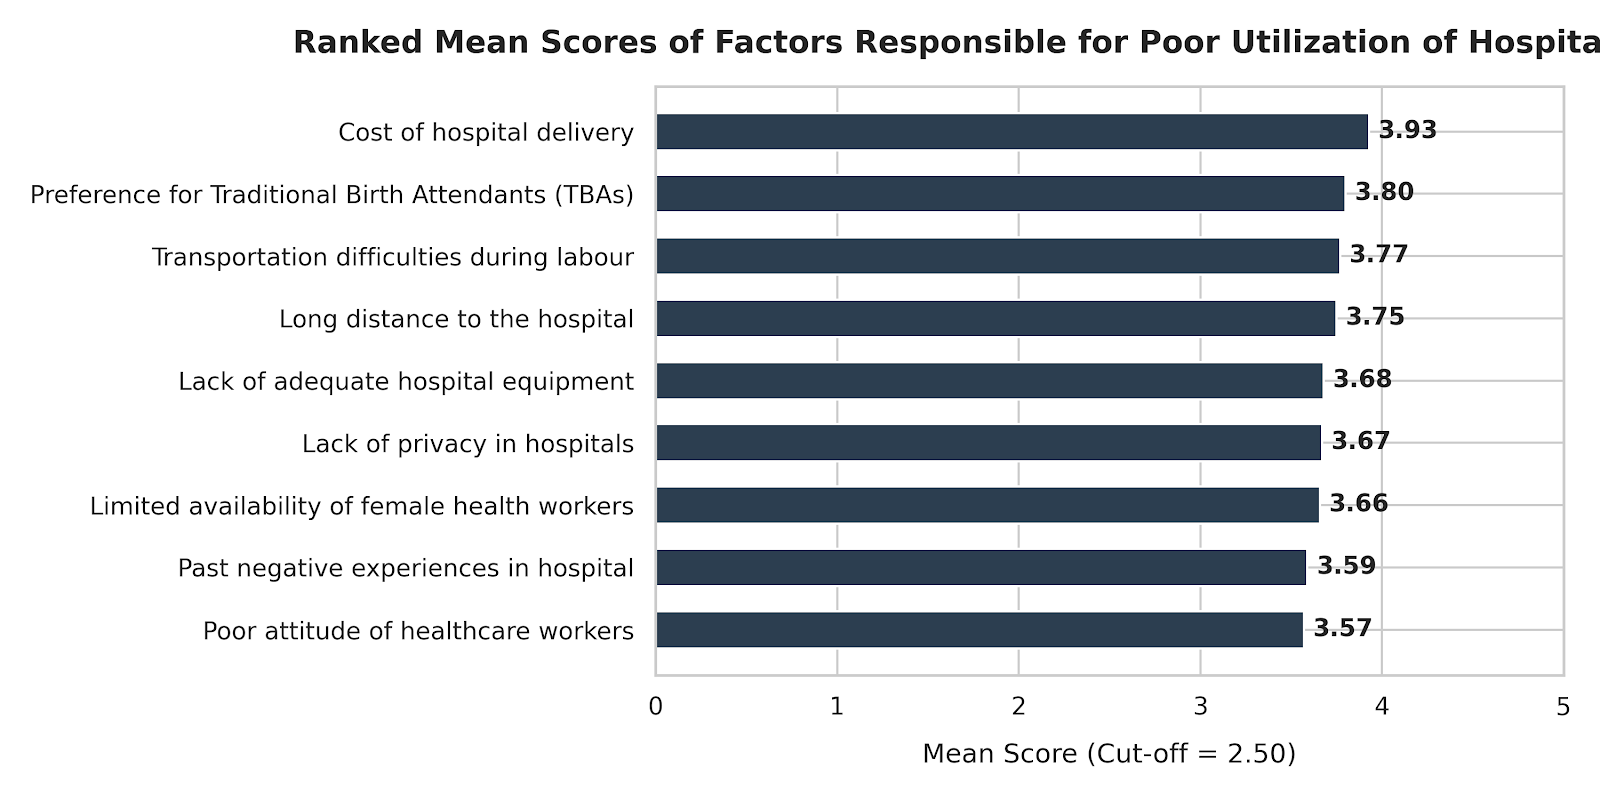 Ranked Mean Scores of Factors Responsible for Poor Utilization of Hospita
Cost of hospital delivery
3.93
Preference for Traditional Birth Attendants (TBAs)
3.80
Transportation difficulties during labour
3.77
Long distance to the hospital
3.75
Lack of adequate hospital equipment
3.68
Lack of privacy in hospitals
3.67
Limited availability of female health workers
3.66
Past negative experiences in hospital
3.59
Poor attitude of healthcare workers
3.57
0 1 2 3 4 5
Mean Score (Cut-off = 2.50)